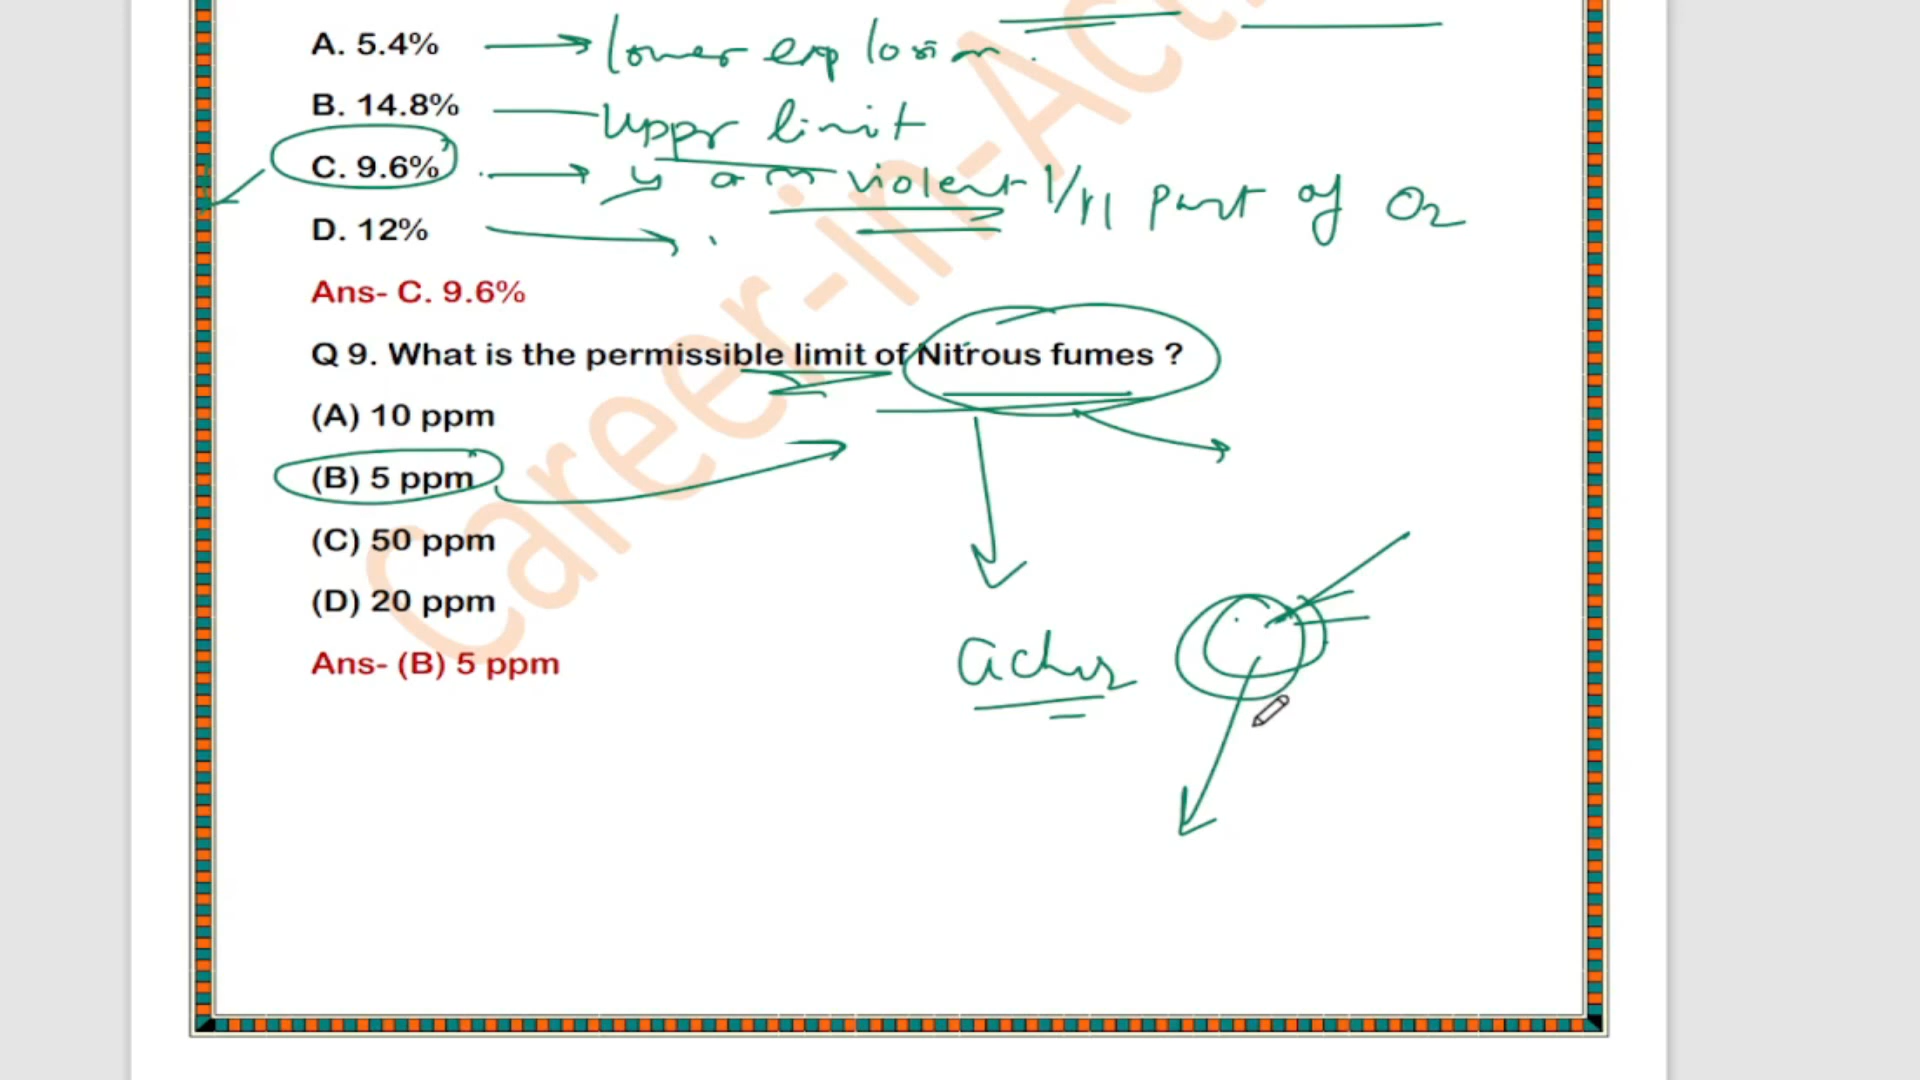 A. 5.4% lower explosion.
B. 14.8% Uppr limit
C. 9.6% violent 1/11 part of O2
D. 12%
Ans- C. 9.6%
Q 9. What is the permissible limit of Nitrous fumes ?
(A) 10 ppm
(B) 5 ppm
(C) 50 ppm
(D) 20 ppm
Ans- (B) 5 ppm
Career-in-Act